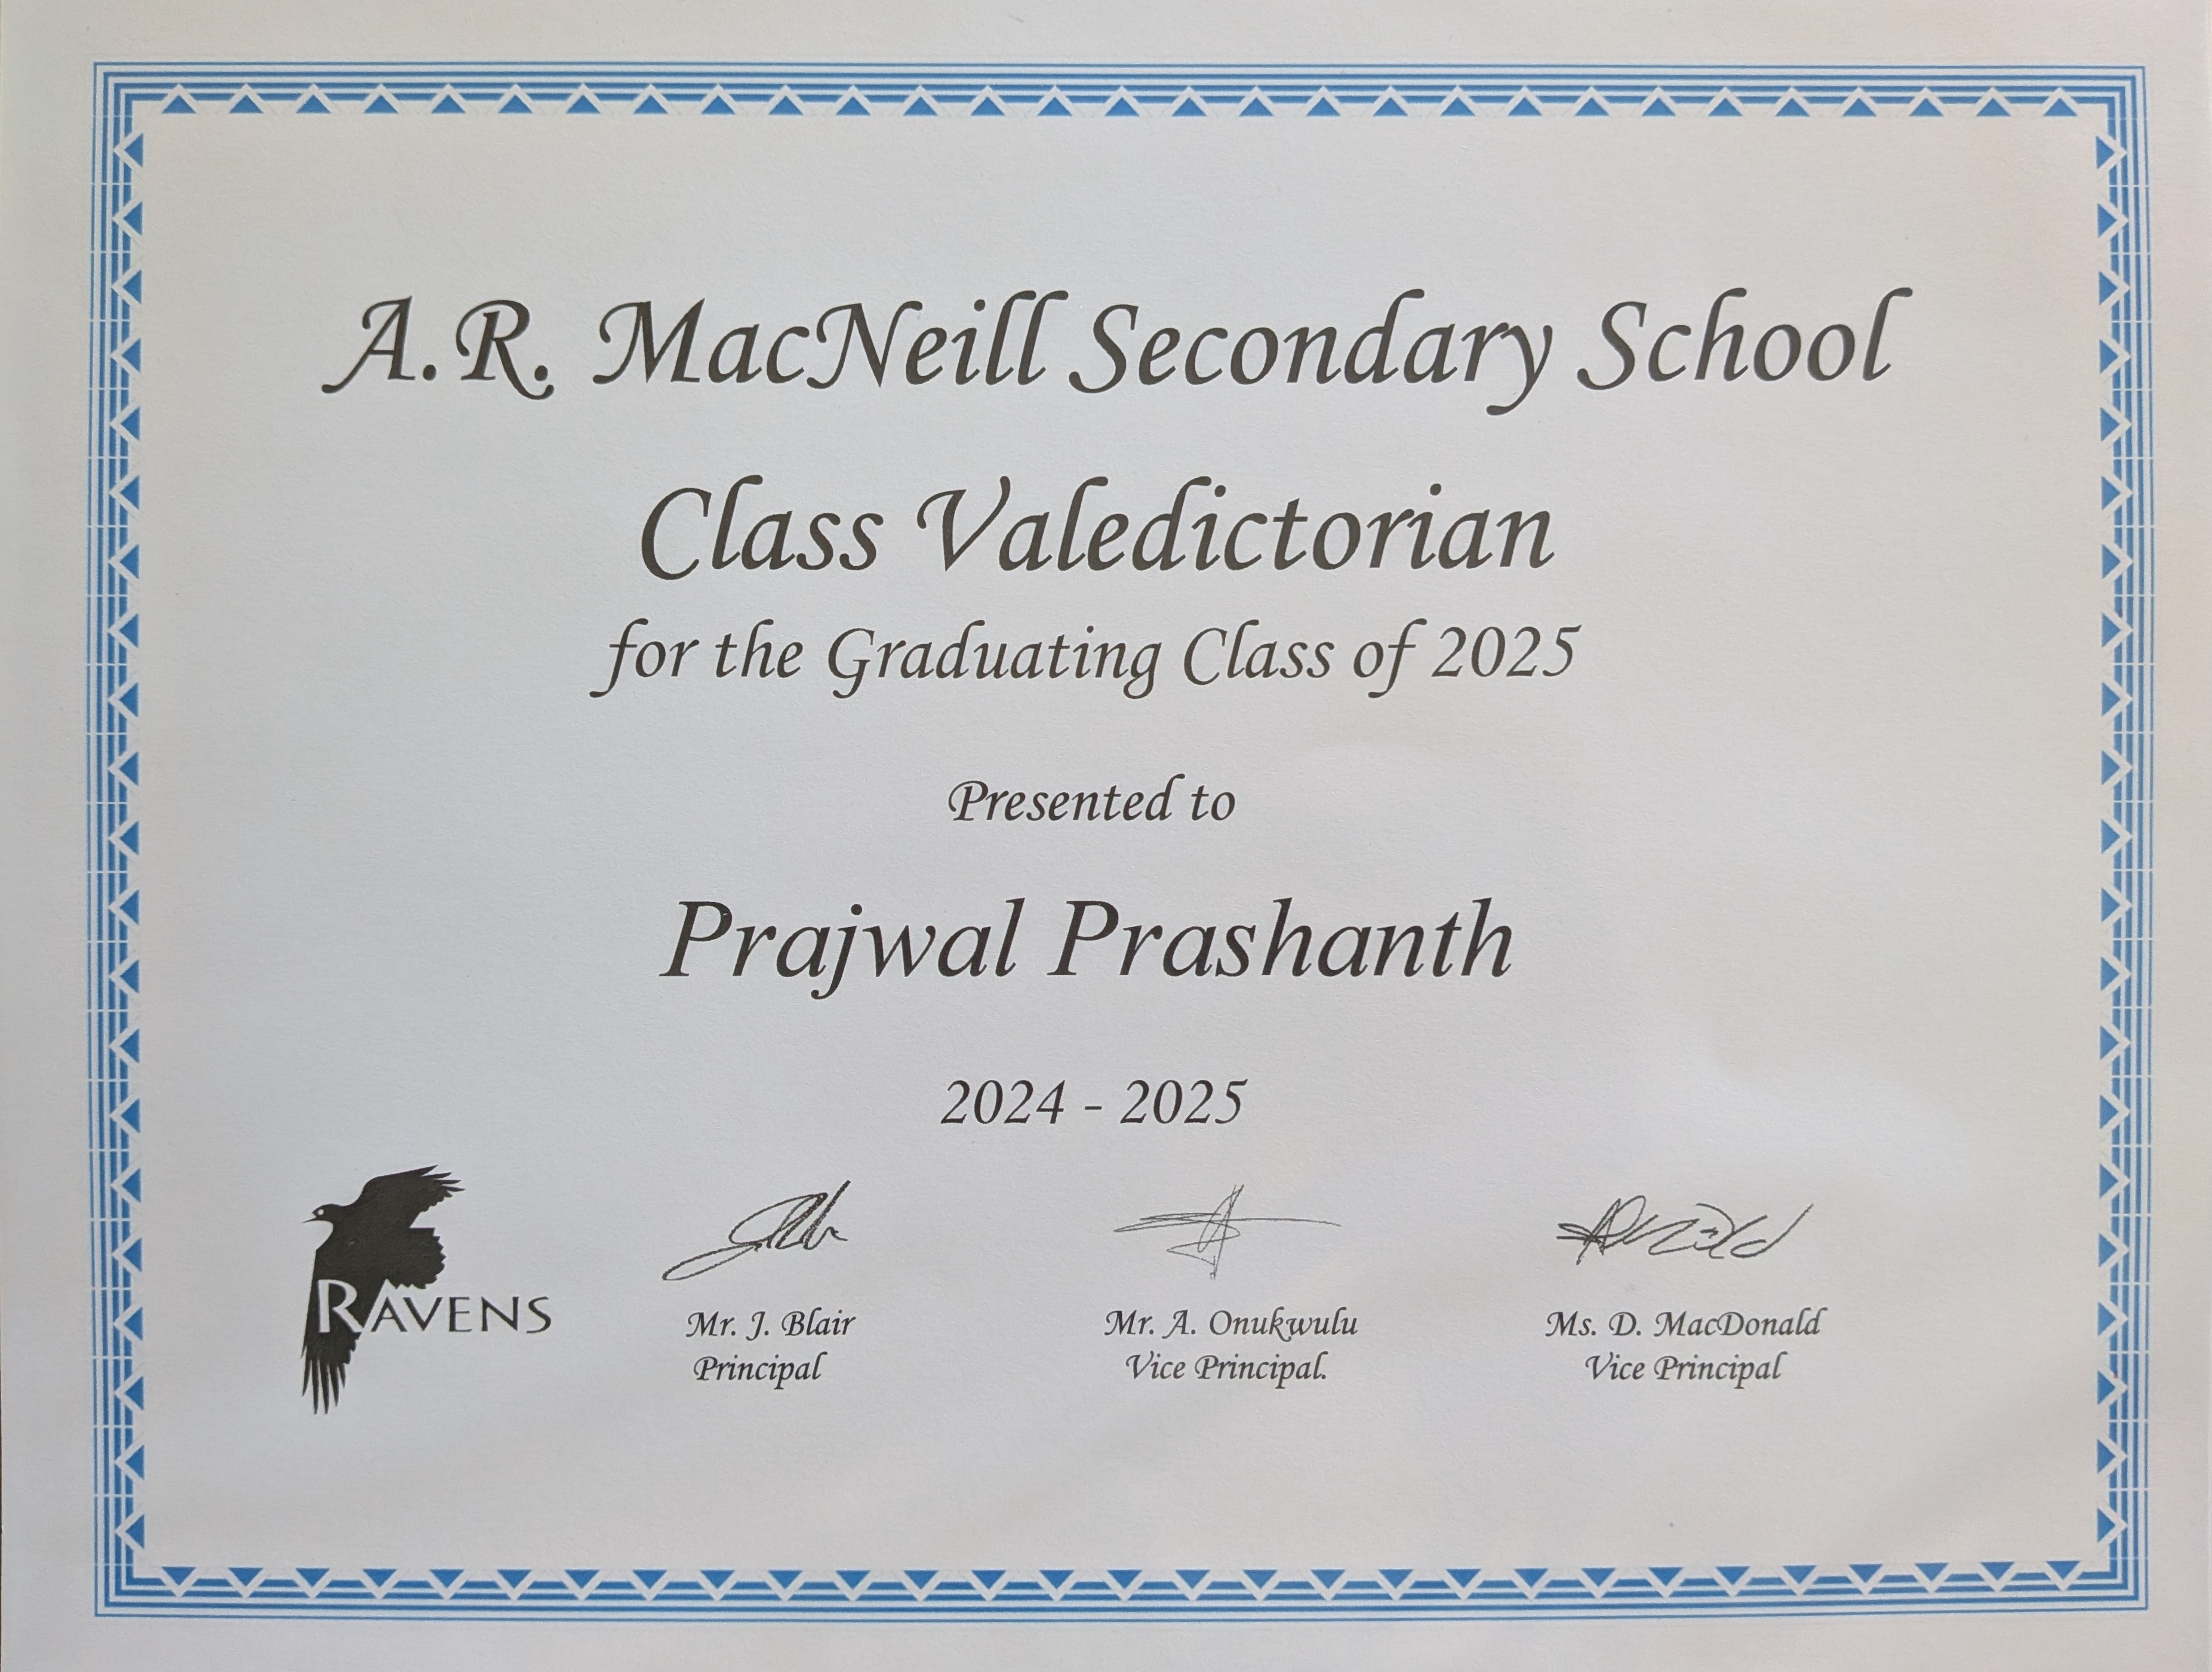 A.R. MacNeill Secondary School
Class Valedictorian
for the Graduating Class of 2025
Presented to
Prajwal Prashanth
2024 - 2025
RAVENS
Mr. J. Blair
Principal
Mr. A. Onukwulu
Vice Principal.
Ms. D. MacDonald
Vice Principal